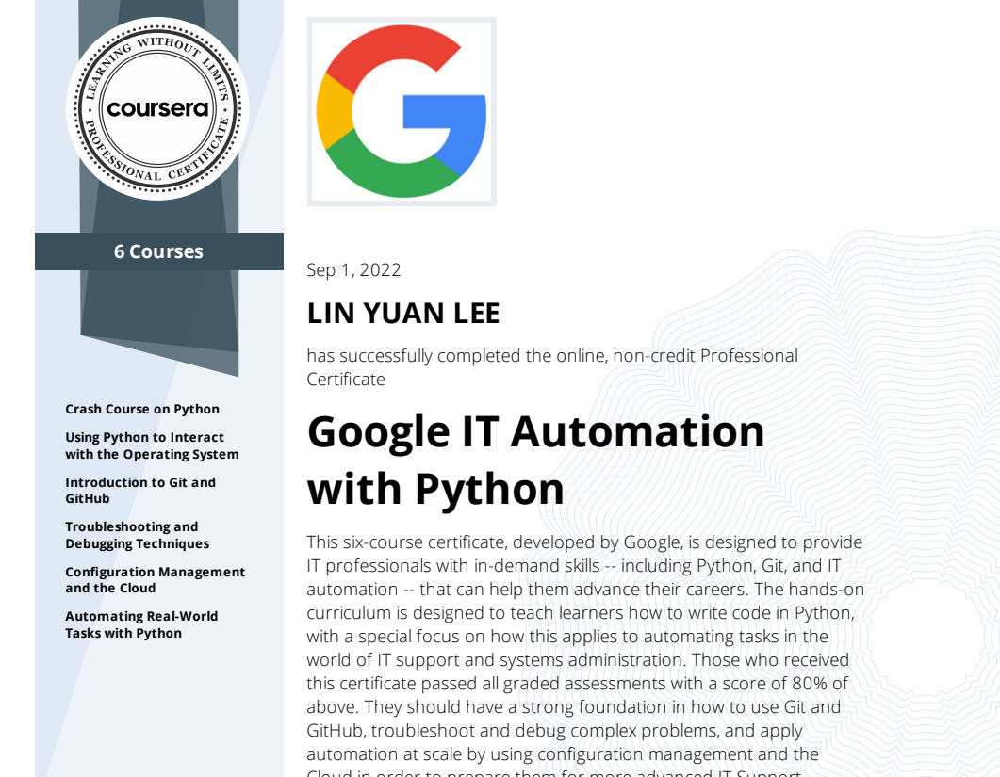 LEARNING WITHOUT LIMITS
coursera
PROFESSIONAL CERTIFICATE
6 Courses
Crash Course on Python
Using Python to Interact
with the Operating System
Introduction to Git and
GitHub
Troubleshooting and
Debugging Techniques
Configuration Management
and the Cloud
Automating Real-World
Tasks with Python
Sep 1, 2022
LIN YUAN LEE
has successfully completed the online, non-credit Professional
Certificate
Google IT Automation
with Python
This six-course certificate, developed by Google, is designed to provide
IT professionals with in-demand skills -- including Python, Git, and IT
automation -- that can help them advance their careers. The hands-on
curriculum is designed to teach learners how to write code in Python,
with a special focus on how this applies to automating tasks in the
world of IT support and systems administration. Those who received
this certificate passed all graded assessments with a score of 80% of
above. They should have a strong foundation in how to use Git and
GitHub, troubleshoot and debug complex problems, and apply
automation at scale by using configuration management and the
Cloud in order to prepare them for more advanced IT Support